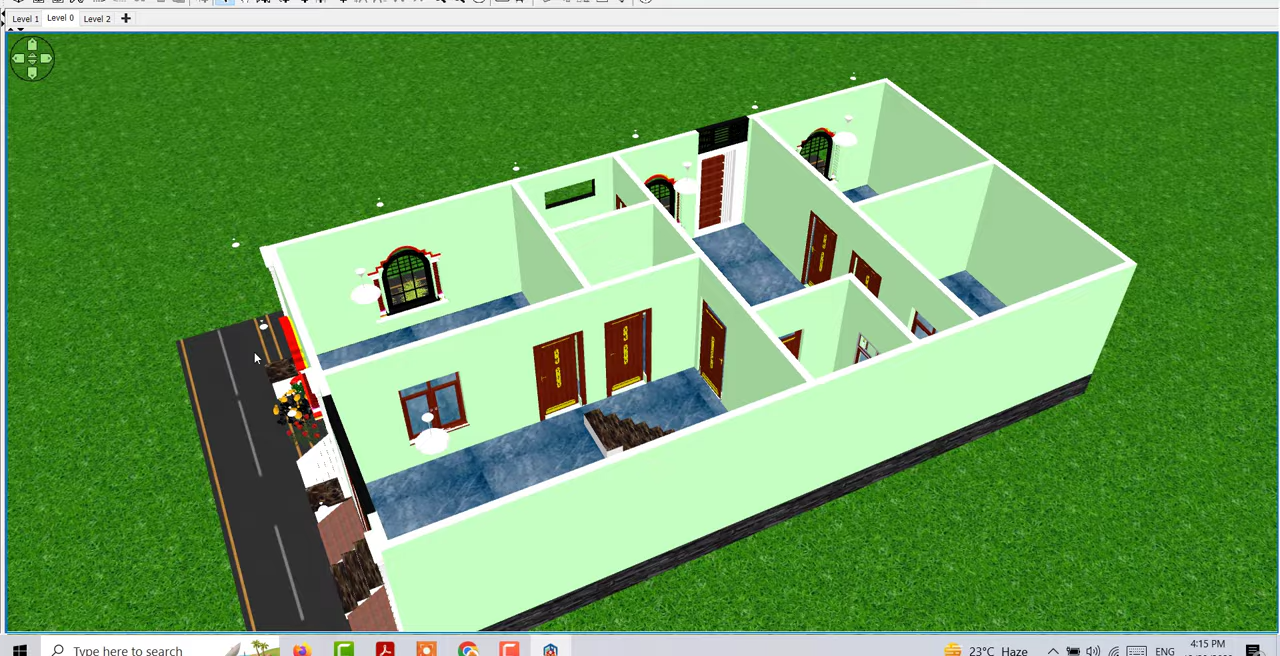 Level 1 Level 0 Level 2
Type here to search
23°C Haze
ENG
4:15 PM